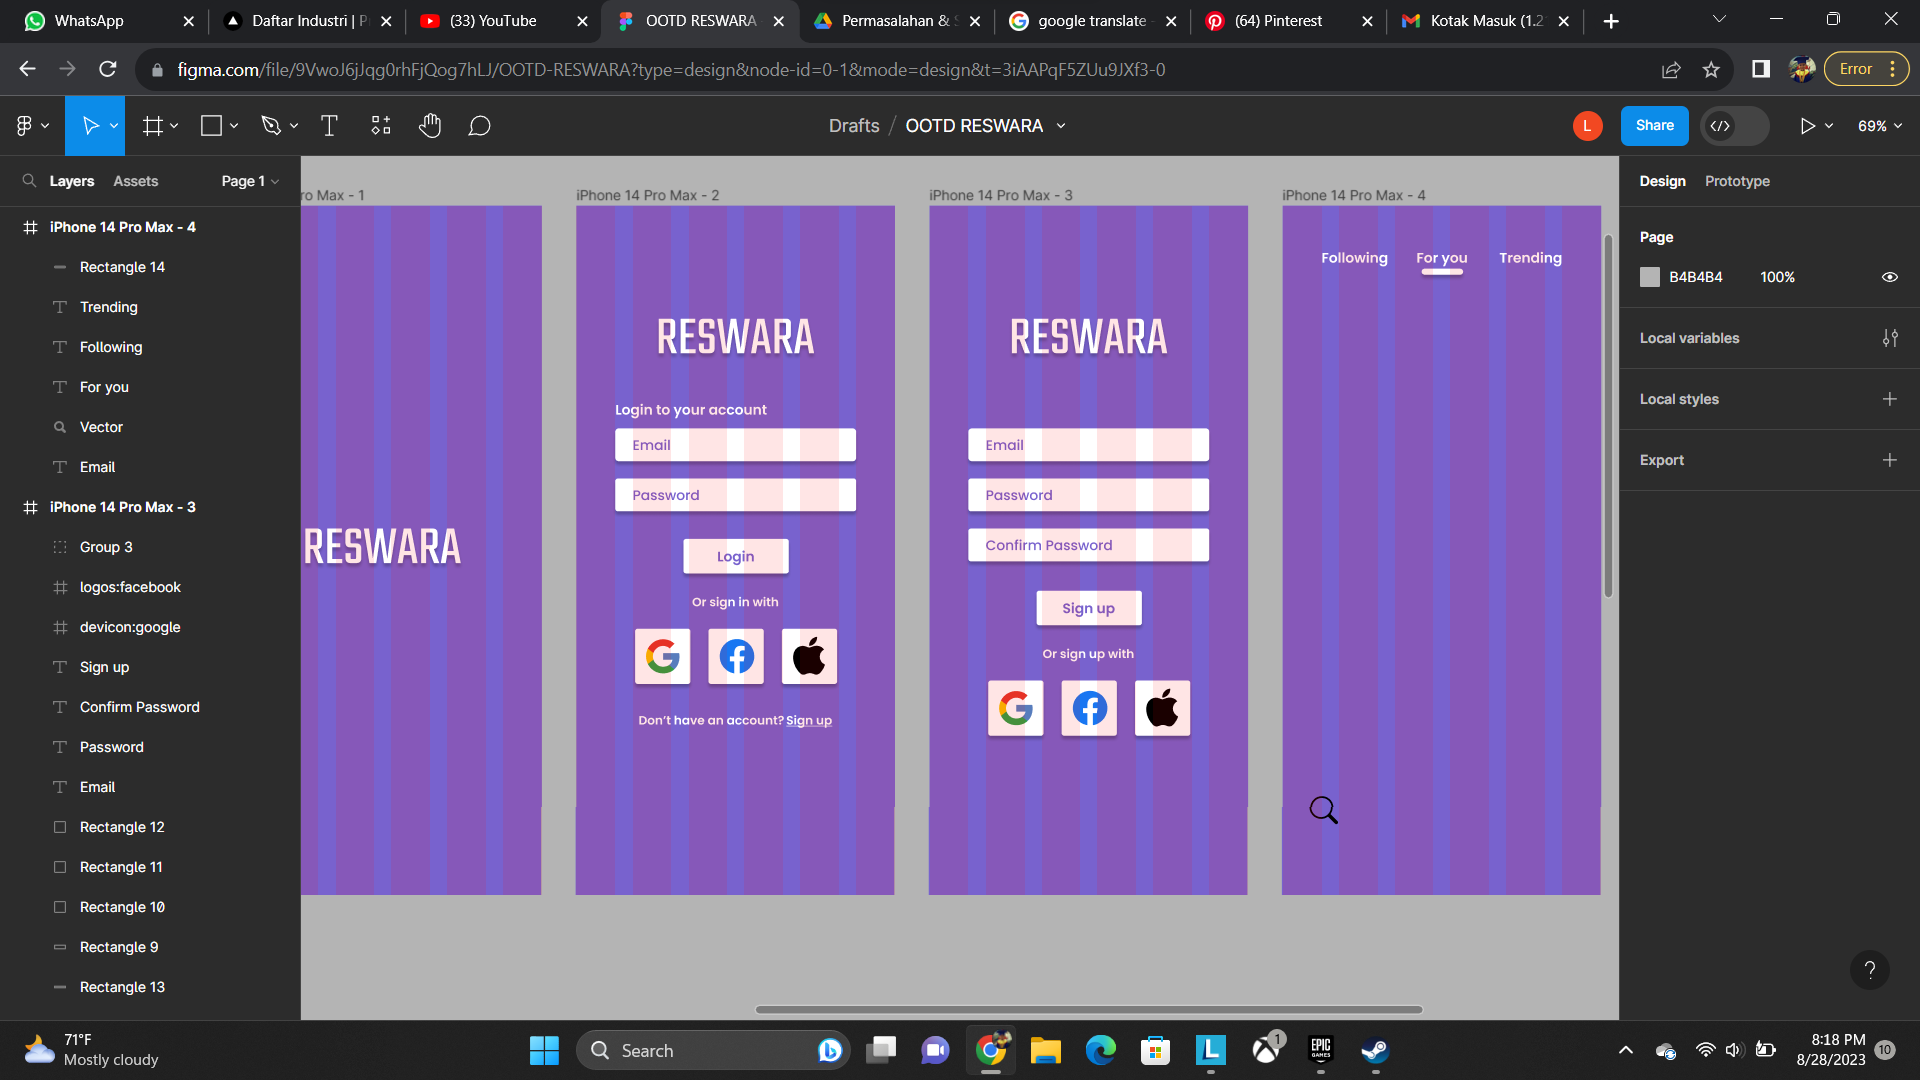 WhatsApp
Daftar Industri | P
(33) YouTube
OOTD RESWARA
Permasalahan & S
google translate -
(64) Pinterest
Kotak Masuk (1.2
figma.com/file/9VwoJ6jJqg0rhFjQog7hLJ/OOTD-RESWARA?type=design&node-id=0-1&mode=design&t=3iAAPqF5ZUu9JXf3-0
Error
Drafts / OOTD RESWARA
L
Share
69%
Layers
Assets
Page 1
iPhone 14 Pro Max - 4
Rectangle 14
Trending
Following
For you
Vector
Email
iPhone 14 Pro Max - 3
Group 3
logos:facebook
devicon:google
Sign up
Confirm Password
Password
Email
Rectangle 12
Rectangle 11
Rectangle 10
Rectangle 9
Rectangle 13
ro Max - 1
RESWARA
iPhone 14 Pro Max - 2
RESWARA
Login to your account
Email
Password
Login
Or sign in with
Don't have an account? Sign up
iPhone 14 Pro Max - 3
RESWARA
Email
Password
Confirm Password
Sign up
Or sign up with
iPhone 14 Pro Max - 4
Following
For you
Trending
Design
Prototype
Page
B4B4B4
100%
Local variables
Local styles
Export
?
71°F
Mostly cloudy
Search
1
EPIC
GAMES
8:18 PM
8/28/2023
10